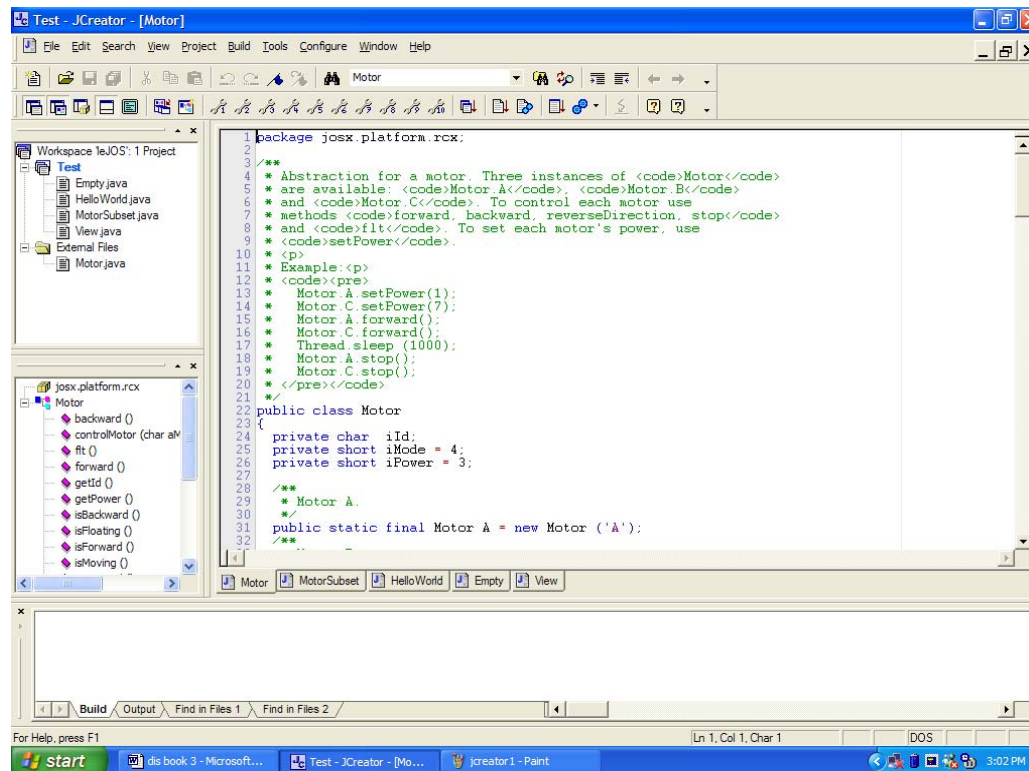 Test - JCreator - [Motor]
File Edit Search View Project Build Tools Configure Window Help
Motor
Workspace 'leJOS': 1 Project
Test
Empty.java
HelloWorld.java
MotorSubset.java
View.java
External Files
Motor.java
josx.platform.rcx
Motor
backward ()
controlMotor (char aM
flt ()
forward ()
getId ()
getPower ()
isBackward ()
isFloating ()
isForward ()
isMoving ()
1 package josx.platform.rcx;
2
3 /**
4 * Abstraction for a motor. Three instances of <code>Motor</code>
5 * are available: <code>Motor.A</code>, <code>Motor.B</code>
6 * and <code>Motor.C</code>. To control each motor use
7 * methods <code>forward, backward, reverseDirection, stop</code>
8 * and <code>flt</code>. To set each motor's power, use
9 * <code>setPower</code>.
10 * <p>
11 * Example:<p>
12 * <code><pre>
13 * Motor.A.setPower(1);
14 * Motor.C.setPower(7);
15 * Motor.A.forward();
16 * Motor.C.forward();
17 * Thread.sleep (1000);
18 * Motor.A.stop();
19 * Motor.C.stop();
20 * </pre></code>
21 */
22 public class Motor
23 {
24 private char iId;
25 private short iMode = 4;
26 private short iPower = 3;
27
28 /**
29 * Motor A.
30 */
31 public static final Motor A = new Motor ('A');
32 /**
Motor MotorSubset HelloWorld Empty View
Build Output Find in Files 1 Find in Files 2
For Help, press F1 Ln 1, Col 1, Char 1 DOS
start dis book 3 - Microsoft... Test - JCreator - [Mo... jcreator1 - Paint 3:02 PM